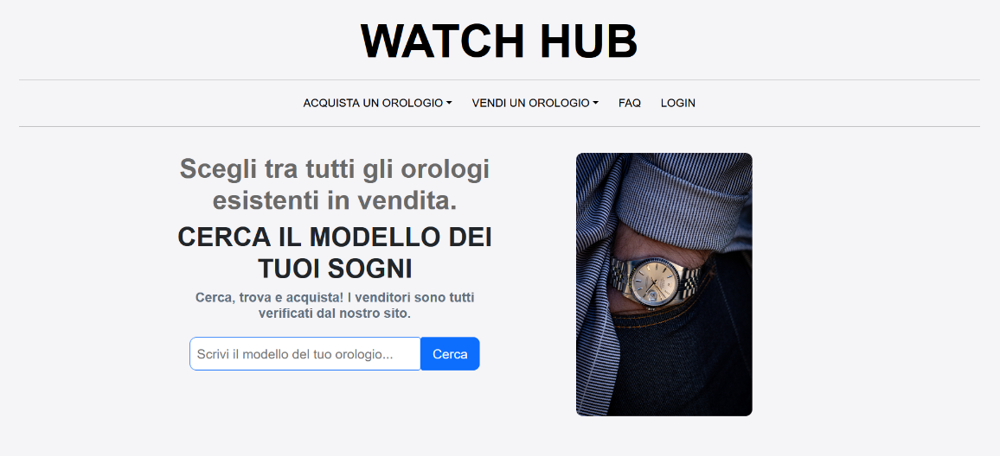 WATCH HUB
ACQUISTA UN OROLOGIO VENDI UN OROLOGIO FAQ LOGIN
Scegli tra tutti gli orologi
esistenti in vendita.
CERCA IL MODELLO DEI
TUOI SOGNI
Cerca, trova e acquista! I venditori sono tutti
verificati dal nostro sito.
Scrivi il modello del tuo orologio... Cerca